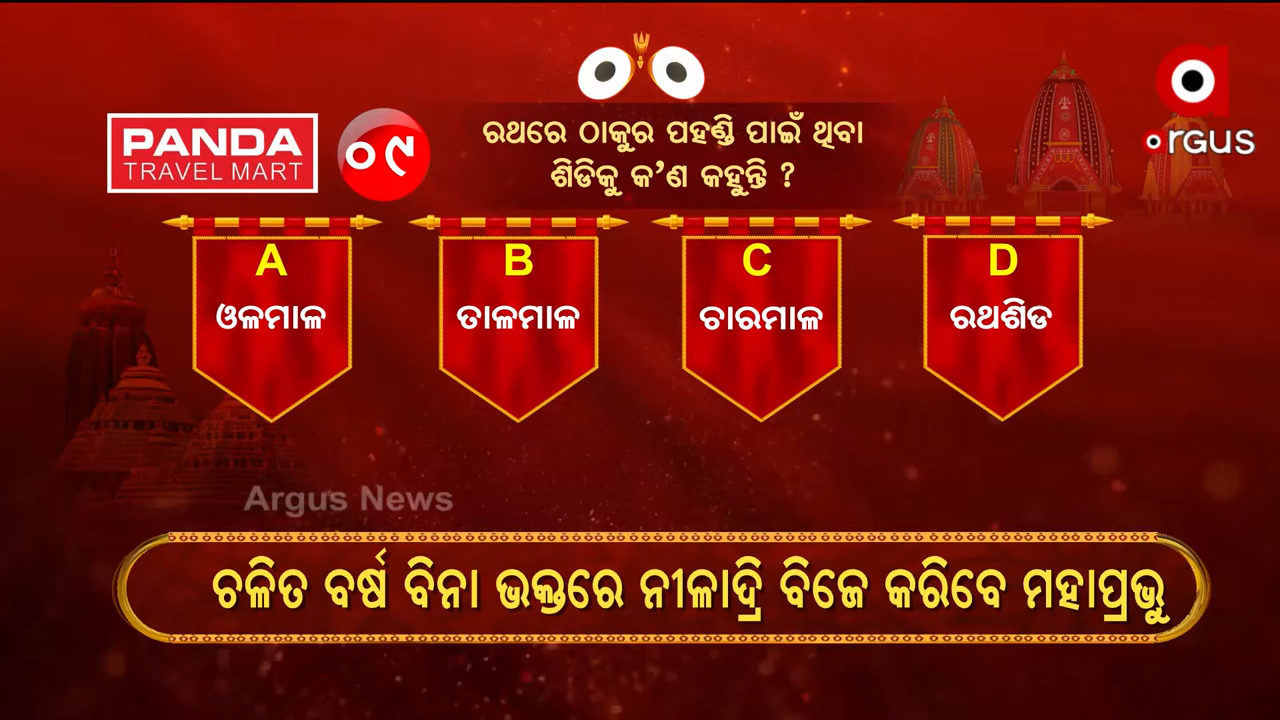 PANDA
TRAVEL MART
୦୯
ରଥରେ ଠାକୁର ପହଣ୍ଡି ପାଇଁ ଥିବା
ଶିଡିକୁ କ'ଣ କହୁନ୍ତି ?
argus
A
ଓଳମାଳ
B
ତାଳମାଳ
C
ଚାରମାଳ
D
ରଥଶିଡ
Argus News
ଚଳିତ ବର୍ଷ ବିନା ଭକ୍ତରେ ନୀଳାଦ୍ରି ବିଜେ କରିବେ ମହାପ୍ରଭୁ